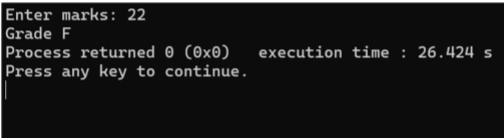 Enter marks: 22
Grade F
Process returned 0 (0x0)   execution time : 26.424 s
Press any key to continue.